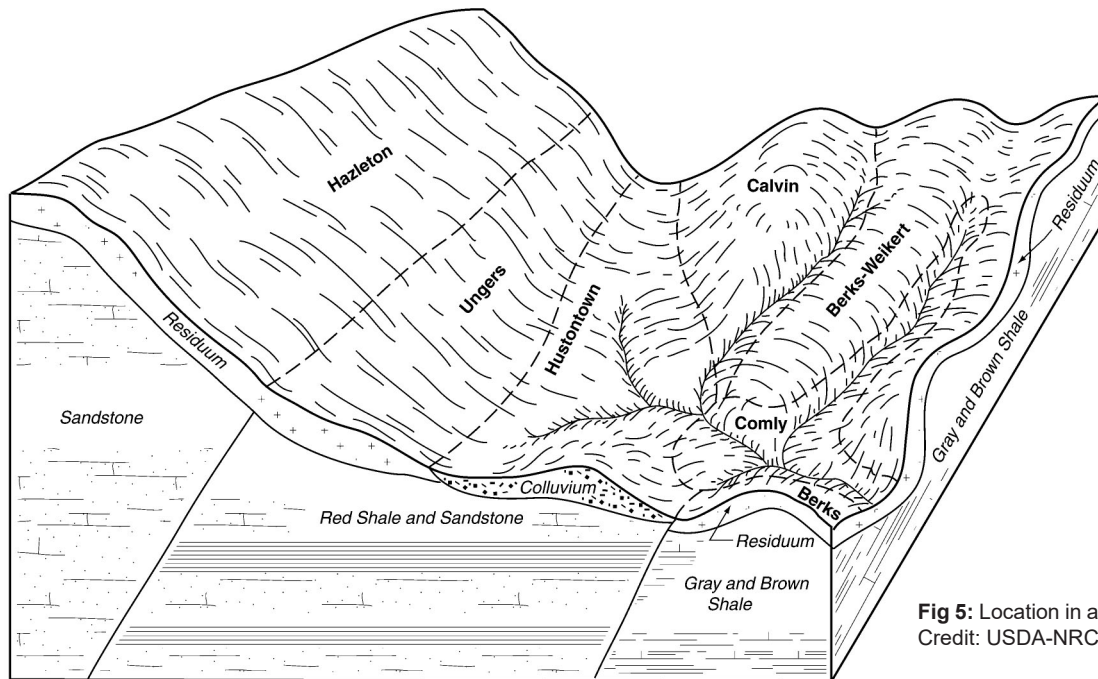 Hazleton
Ungers
Hustontown
Calvin
Berks-Weikert
Comly
Berks
Residuum
Residuum
Gray and Brown Shale
Sandstone
Colluvium
Red Shale and Sandstone
Residuum
Gray and Brown
Shale
Fig 5: Location in a
Credit: USDA-NRC